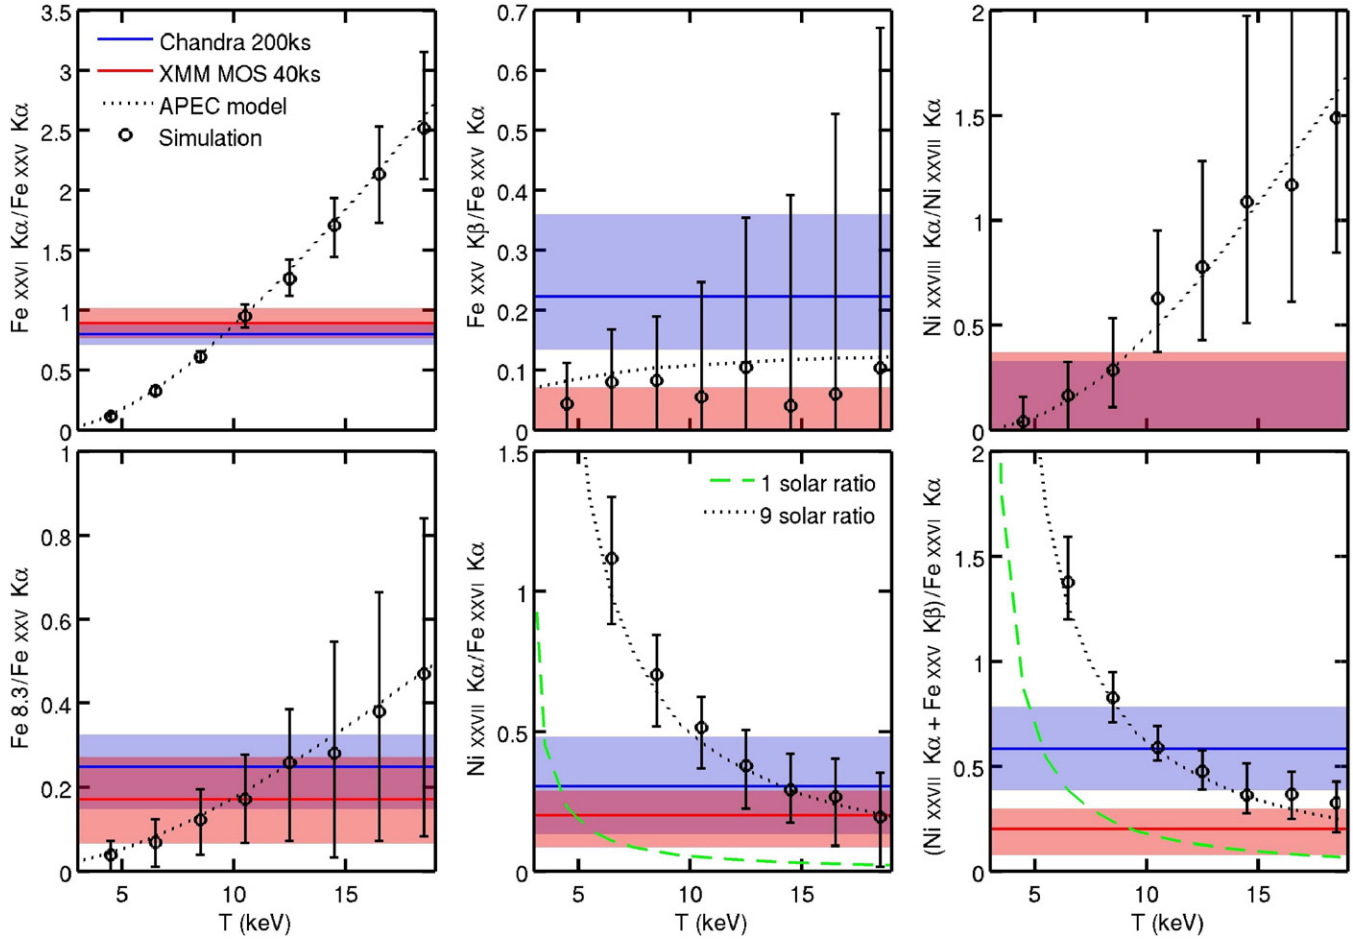 3.5
3
2.5
2
1.5
1
0.5
0
Fe XXVI Kα/Fe XXV Kα
Chandra 200ks
XMM MOS 40ks
APEC model
Simulation
0.7
0.6
0.5
0.4
0.3
0.2
0.1
0
Fe XXV Kβ/Fe XXV Kα
2
1.5
1
0.5
0
Ni XXVIII Kα/Ni XXVII Kα
1
0.8
0.6
0.4
0.2
0
Fe 8.3/Fe XXV Kα
5 10 15
T (keV)
1.5
1
0.5
0
Ni XXVII Kα/Fe XXVI Kα
1 solar ratio
9 solar ratio
5 10 15
T (keV)
2
1.5
1
0.5
0
(Ni XXVII Kα + Fe XXV Kβ)/Fe XXVI Kα
5 10 15
T (keV)